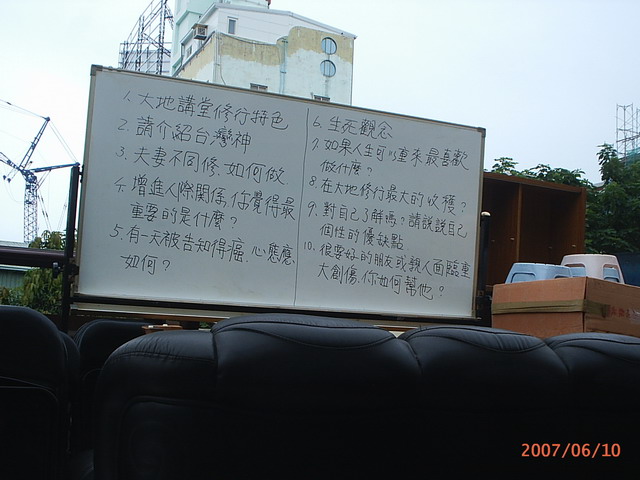 1. 大地講堂修行特色
2. 請介紹台灣神
3. 夫妻不同修.如何做.
4. 增進人際關係,你覺得最
重要的是什麼?
5. 有一天被告知得癌.心態應
如何?
6. 生死觀念
7. 如果人生可以重來最喜歡
做什麼?
8. 在大地修行最大的收穫?
9. 對自己了解嗎?請說說自己
個性的優缺點
10. 很要好的朋友或親人面臨重
大創傷.你如何幫他?
2007/06/10